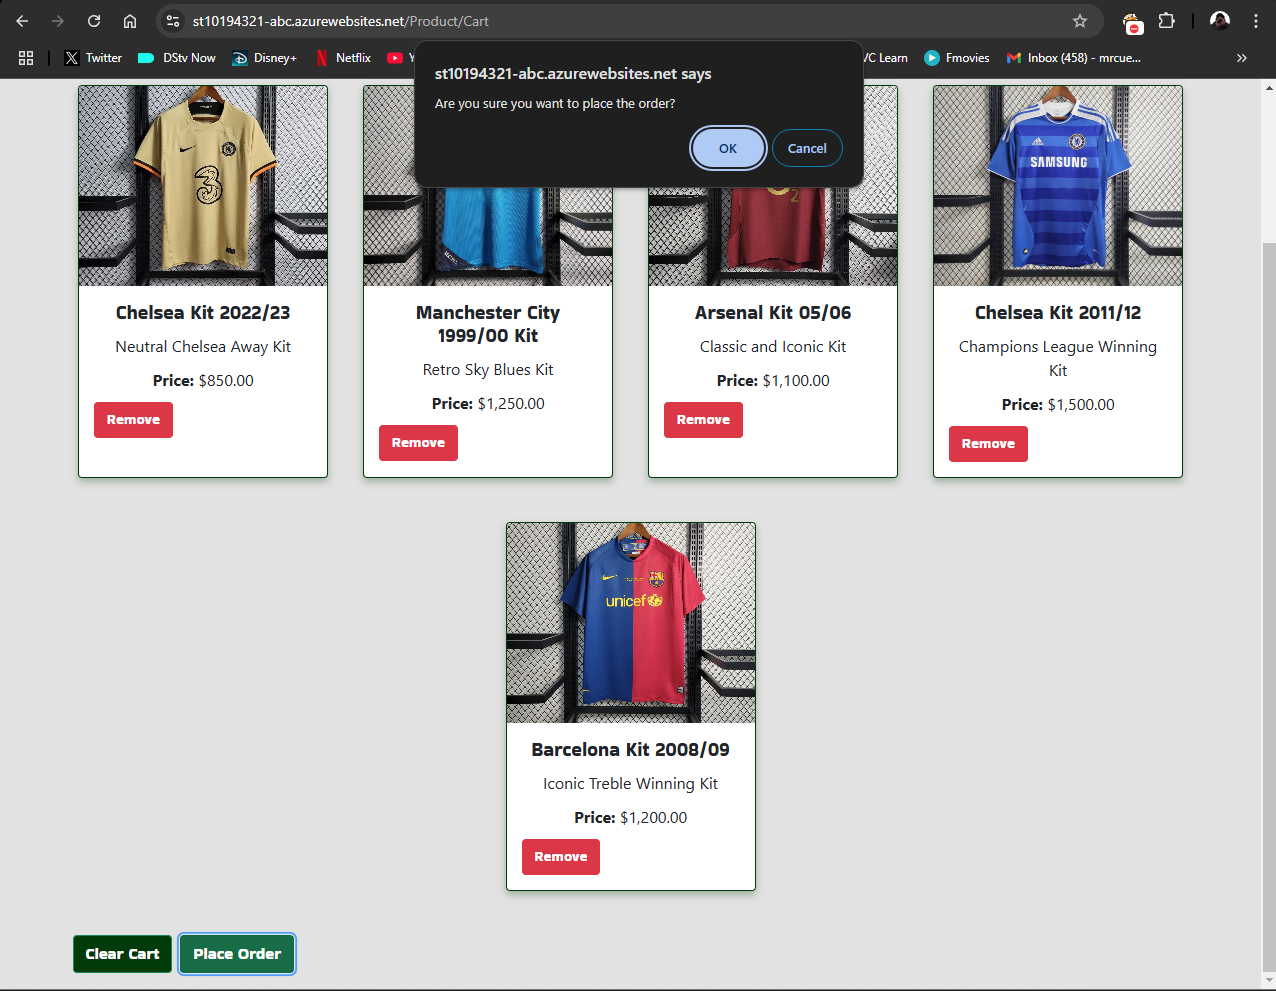 st10194321-abc.azurewebsites.net/Product/Cart
Twitter
DStv Now
Disney+
Netflix
Y
VC Learn
Fmovies
Inbox (458) - mrcue...
st10194321-abc.azurewebsites.net says
Are you sure you want to place the order?
OK
Cancel
3
2
SAMSUNG
Chelsea Kit 2022/23
Neutral Chelsea Away Kit
Price: $850.00
Remove
Manchester City
1999/00 Kit
Retro Sky Blues Kit
Price: $1,250.00
Remove
Arsenal Kit 05/06
Classic and Iconic Kit
Price: $1,100.00
Remove
Chelsea Kit 2011/12
Champions League Winning
Kit
Price: $1,500.00
Remove
unicef
Barcelona Kit 2008/09
Iconic Treble Winning Kit
Price: $1,200.00
Remove
Clear Cart
Place Order